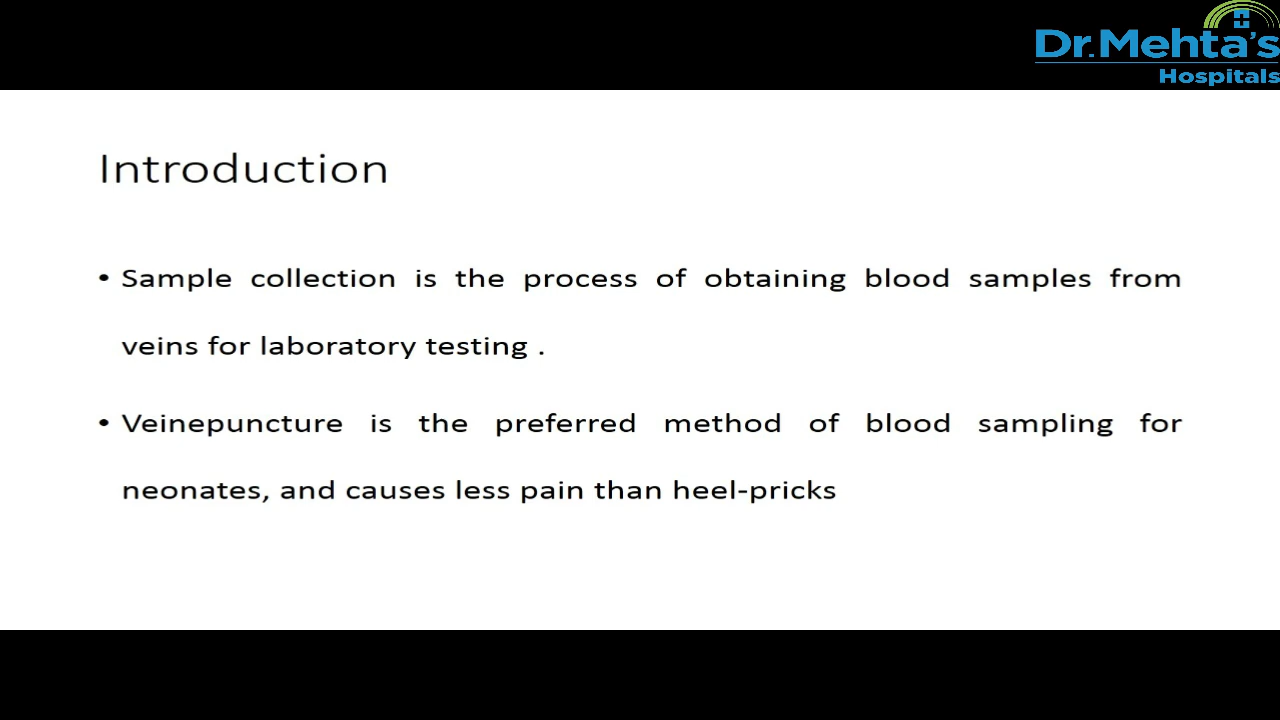 Dr.Mehta's
Hospitals
Introduction
• Sample collection is the process of obtaining blood samples from
veins for laboratory testing .
• Veinepuncture is the preferred method of blood sampling for
neonates, and causes less pain than heel-pricks